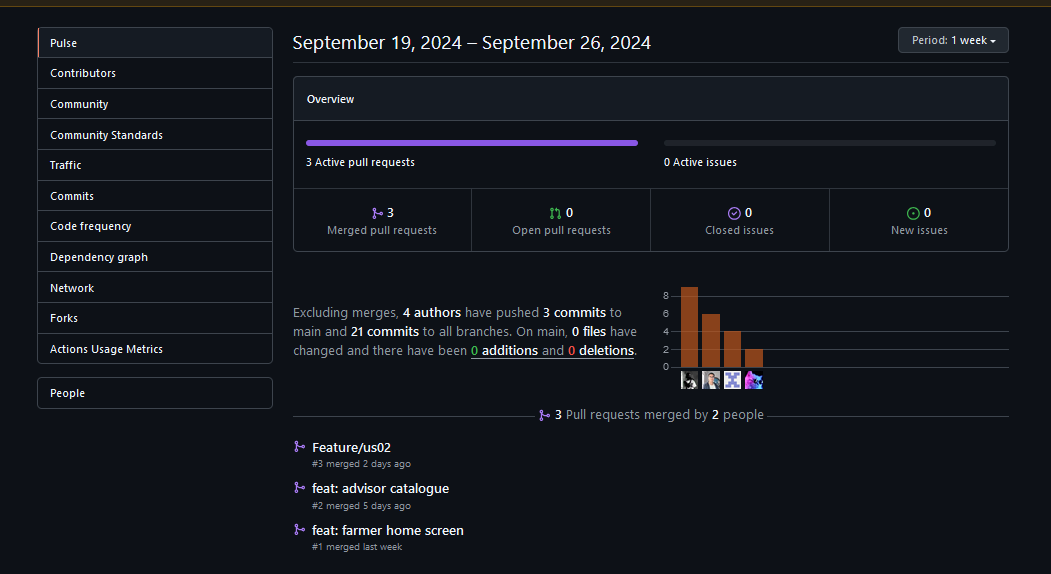 Pulse
Contributors
Community
Community Standards
Traffic
Commits
Code frequency
Dependency graph
Network
Forks
Actions Usage Metrics
People
September 19, 2024 – September 26, 2024
Period: 1 week
Overview
3 Active pull requests
0 Active issues
3
Merged pull requests
0
Open pull requests
0
Closed issues
0
New issues
Excluding merges, 4 authors have pushed 3 commits to
main and 21 commits to all branches. On main, 0 files have
changed and there have been 0 additions and 0 deletions.
8
6
4
2
0
3 Pull requests merged by 2 people
Feature/us02
#3 merged 2 days ago
feat: advisor catalogue
#2 merged 5 days ago
feat: farmer home screen
#1 merged last week